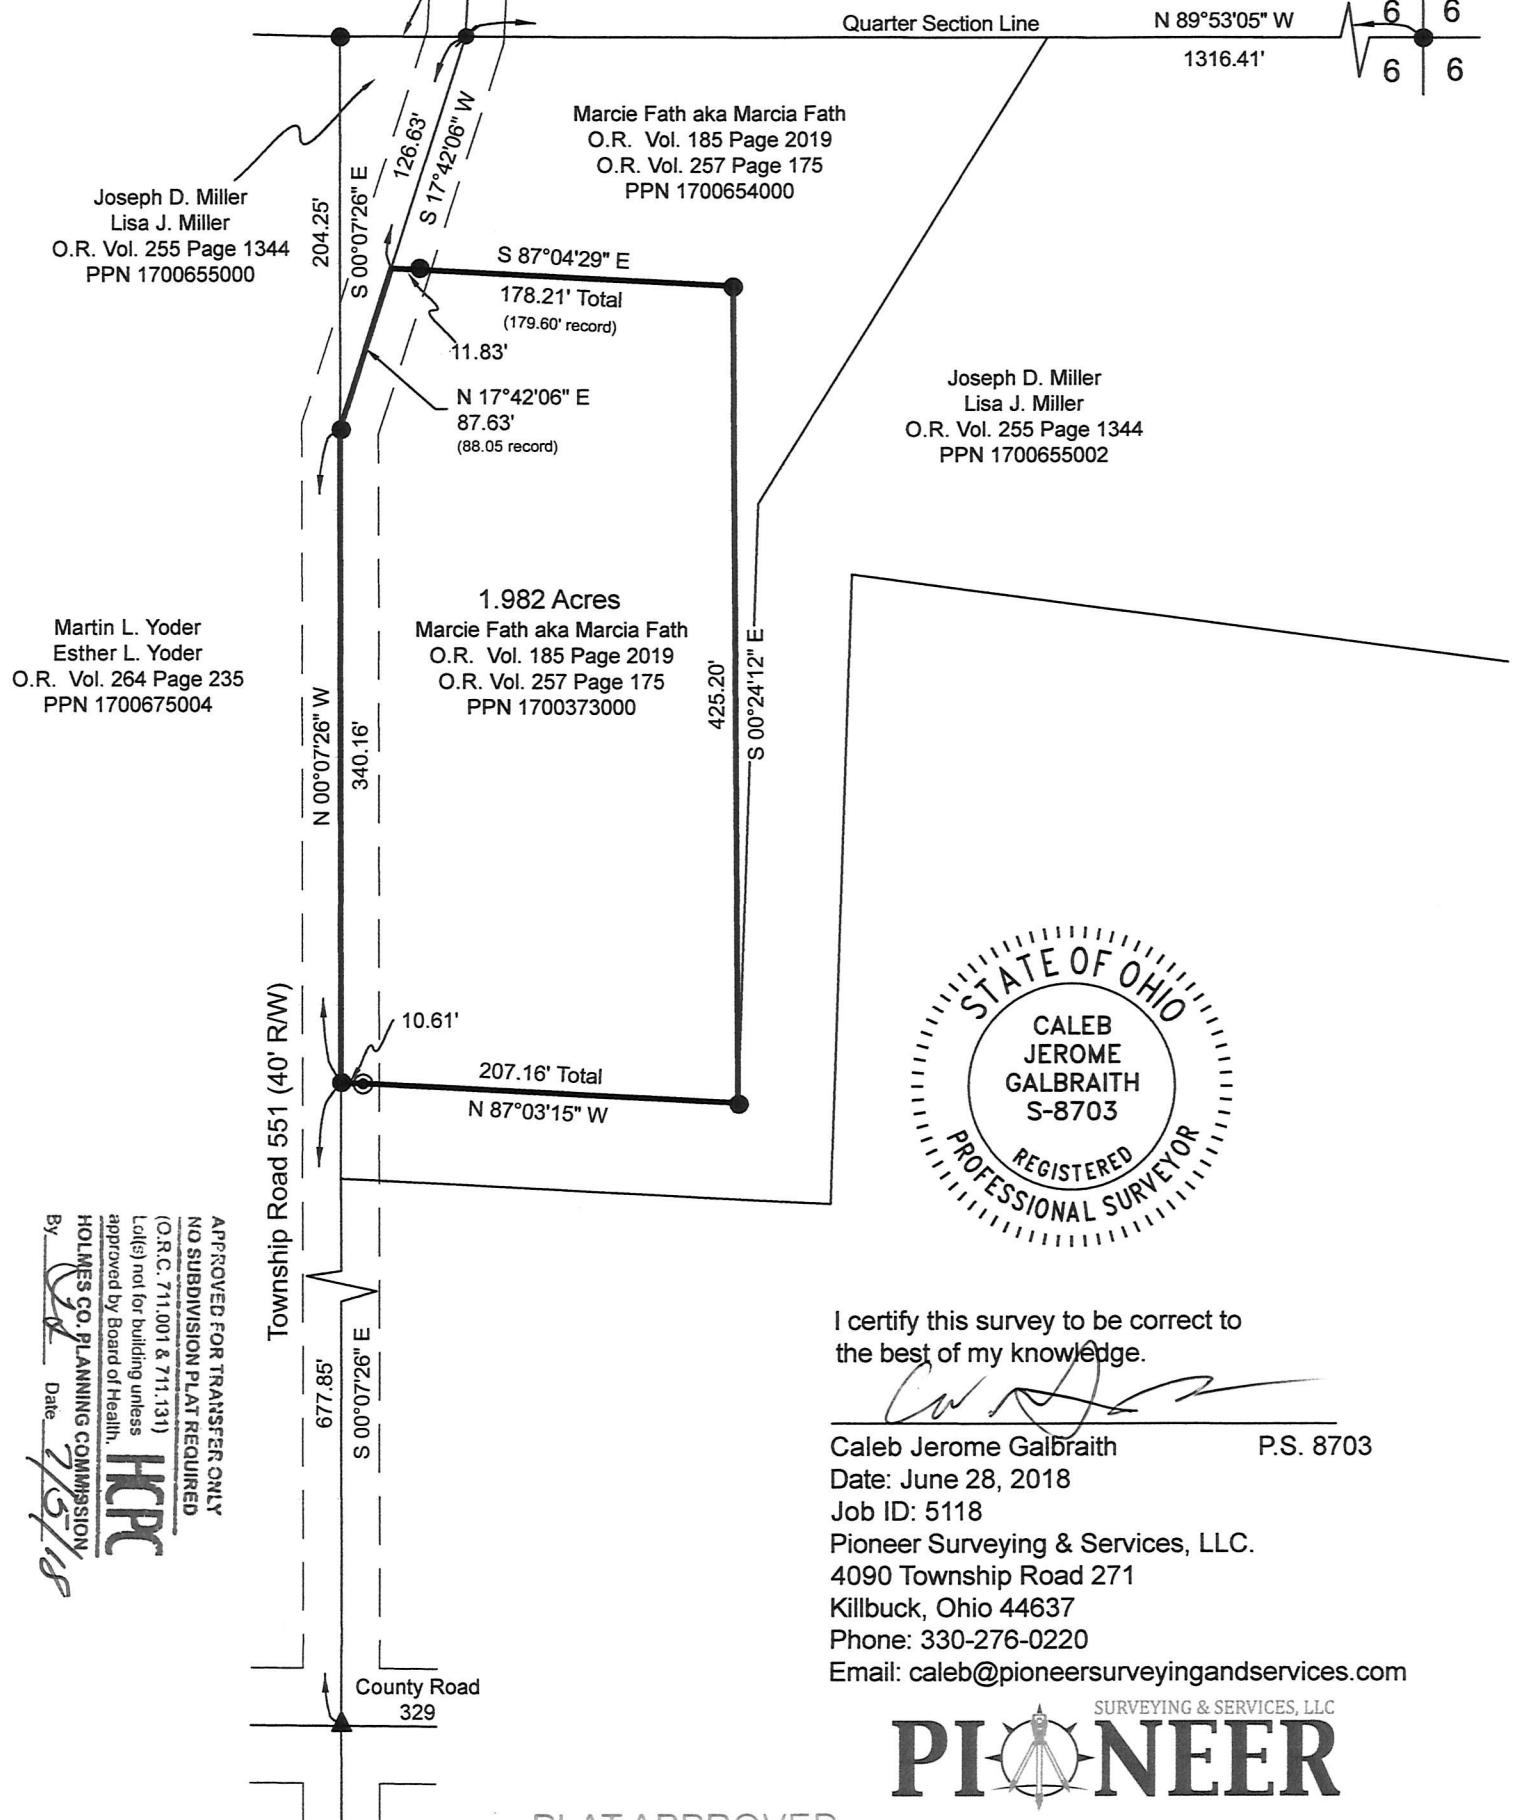 Quarter Section Line
N 89°53'05" W
1316.41'
6 6
6 6
Marcie Fath aka Marcia Fath
O.R. Vol. 185 Page 2019
O.R. Vol. 257 Page 175
PPN 1700654000
126.63'
S 17°42'06" W
204.25'
S 00°07'26" E
Joseph D. Miller
Lisa J. Miller
O.R. Vol. 255 Page 1344
PPN 1700655000
S 87°04'29" E
178.21' Total
(179.60' record)
11.83'
N 17°42'06" E
87.63'
(88.05 record)
Joseph D. Miller
Lisa J. Miller
O.R. Vol. 255 Page 1344
PPN 1700655002
1.982 Acres
Marcie Fath aka Marcia Fath
O.R. Vol. 185 Page 2019
O.R. Vol. 257 Page 175
PPN 1700373000
Martin L. Yoder
Esther L. Yoder
O.R. Vol. 264 Page 235
PPN 1700675004
N 00°07'26" W
340.16'
425.20'
S 00°24'12" E
10.61'
207.16' Total
N 87°03'15" W
Township Road 551 (40' R/W)
STATE OF OHIO
CALEB
JEROME
GALBRAITH
S-8703
REGISTERED
PROFESSIONAL SURVEYOR
APPROVED FOR TRANSFER ONLY
NO SUBDIVISION PLAT REQUIRED
(O.R.C. 711.001 & 711.131)
Lot(s) not for building unless
approved by Board of Health.
HCPC
HOLMES CO. PLANNING COMMISSION
By Date 7/5/18
677.85'
S 00°07'26" E
I certify this survey to be correct to
the best of my knowledge.
Caleb Jerome Galbraith P.S. 8703
Date: June 28, 2018
Job ID: 5118
Pioneer Surveying & Services, LLC.
4090 Township Road 271
Killbuck, Ohio 44637
Phone: 330-276-0220
Email: caleb@pioneersurveyingandservices.com
County Road
329
SURVEYING & SERVICES, LLC
PIONEER
PLAT APPROVED